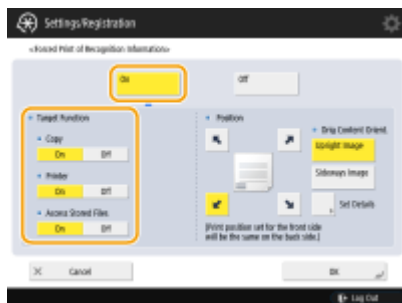 Settings/Registration
<Forced Print of Recognition Information>
On
Off
Target Function
Copy
On
Off
Printer
On
Off
Access Stored Files
On
Off
Position
Orig Content Orient.
Upright Image
Sideways Image
Set Details
[Print position set for the front side
will be the same on the back side.]
Cancel
OK
Log Out